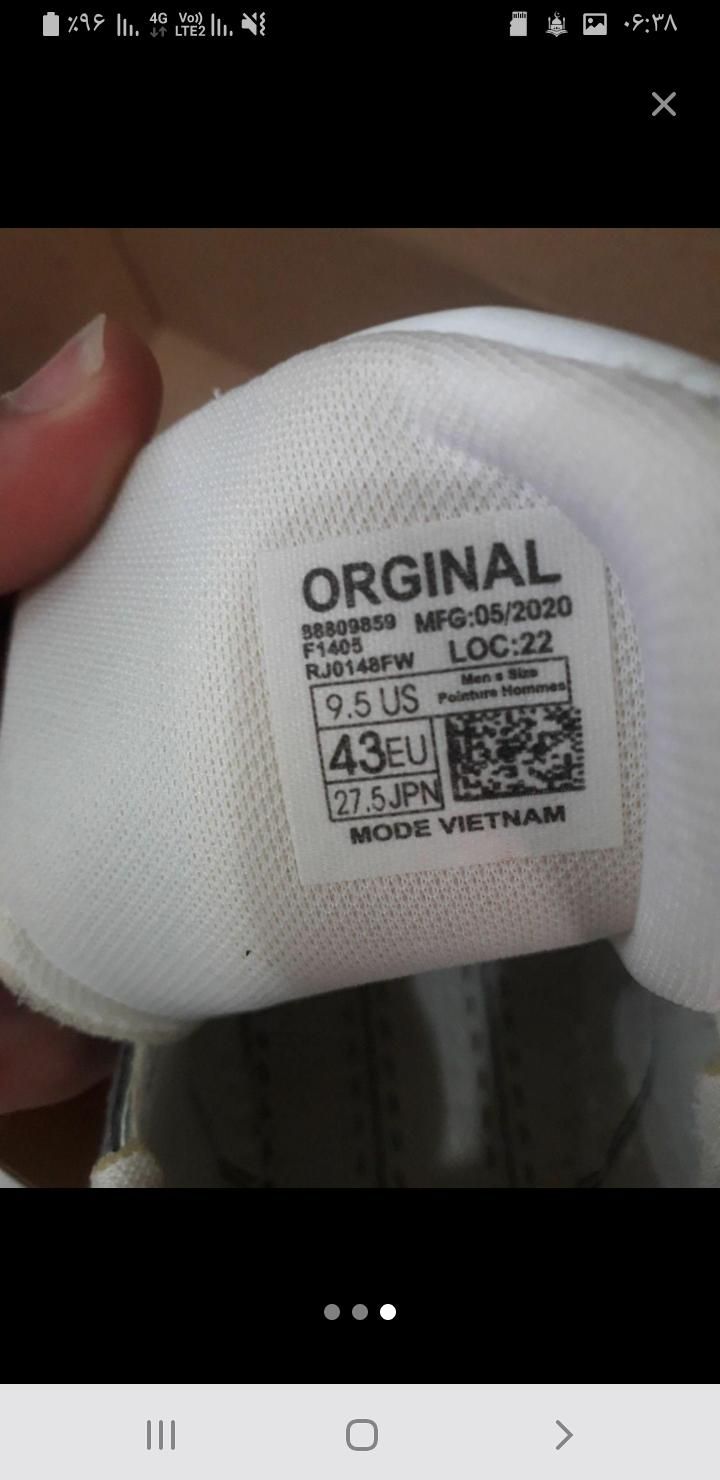 ٪۹۶ 4G Vo)) LTE2 ۰۶:۳۸
ORGINAL
88809859 MFG:05/2020
F1405
RJ0148FW LOC:22
9.5 US Men s Size
Pointure Hommes
43EU
27.5JPN
MODE VIETNAM